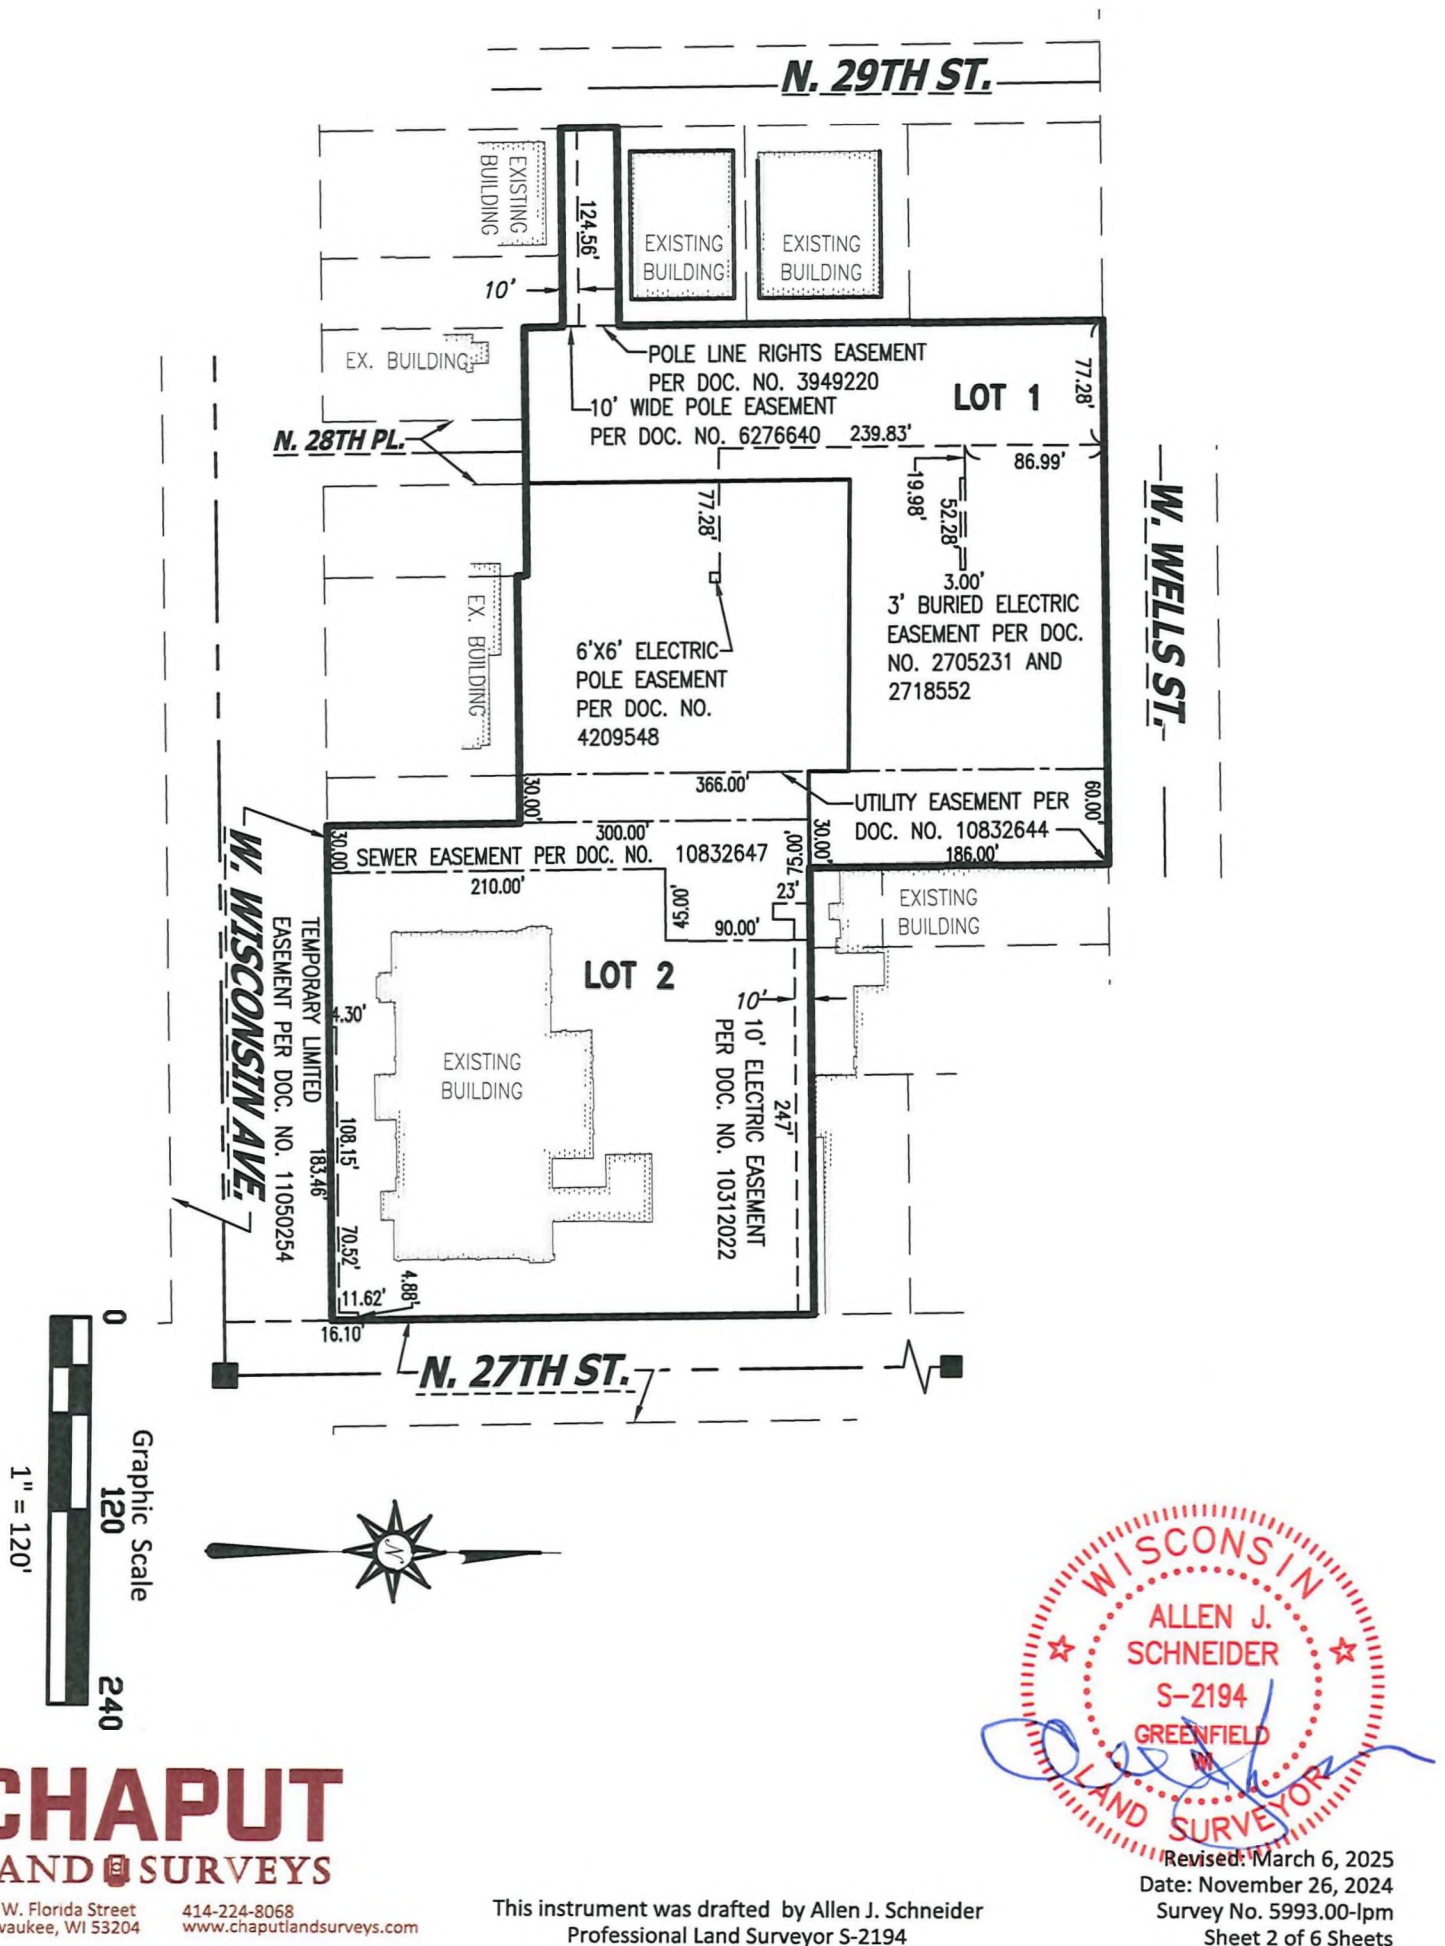 N. 29TH ST.
EXISTING
BUILDING
124.56'
EXISTING
BUILDING
EXISTING
BUILDING
10'
EX. BUILDING
POLE LINE RIGHTS EASEMENT
PER DOC. NO. 3949220
10' WIDE POLE EASEMENT
PER DOC. NO. 6276640
239.83'
LOT 1
77.28'
N. 28TH PL.
86.99'
19.98'
52.28'
3.00'
77.28'
W. WELLS ST.
3' BURIED ELECTRIC
EASEMENT PER DOC.
NO. 2705231 AND
2718552
EX. BUILDING
6'X6' ELECTRIC
POLE EASEMENT
PER DOC. NO.
4209548
366.00'
30.00'
60.00'
UTILITY EASEMENT PER
DOC. NO. 10832644
186.00'
300.00'
30.00'
30.00'
SEWER EASEMENT PER DOC. NO. 10832647
75.00'
210.00'
45.00'
23'
90.00'
EXISTING
BUILDING
W. WISCONSIN AVE.
TEMPORARY LIMITED
EASEMENT PER DOC. NO. 11050254
LOT 2
4.30'
10'
10' ELECTRIC EASEMENT
PER DOC. NO. 10312022
EXISTING
BUILDING
247'
108.15'
183.46'
70.52'
4.88'
11.62'
16.10'
N. 27TH ST.
0
120
240
Graphic Scale
1" = 120'
N
WISCONSIN
ALLEN J.
SCHNEIDER
S-2194
GREENFIELD
WI
LAND SURVEYOR
CHAPUT
LAND SURVEYS
W. Florida Street
waukee, WI 53204
414-224-8068
www.chaputlandsurveys.com
This instrument was drafted by Allen J. Schneider
Professional Land Surveyor S-2194
Revised: March 6, 2025
Date: November 26, 2024
Survey No. 5993.00-lpm
Sheet 2 of 6 Sheets